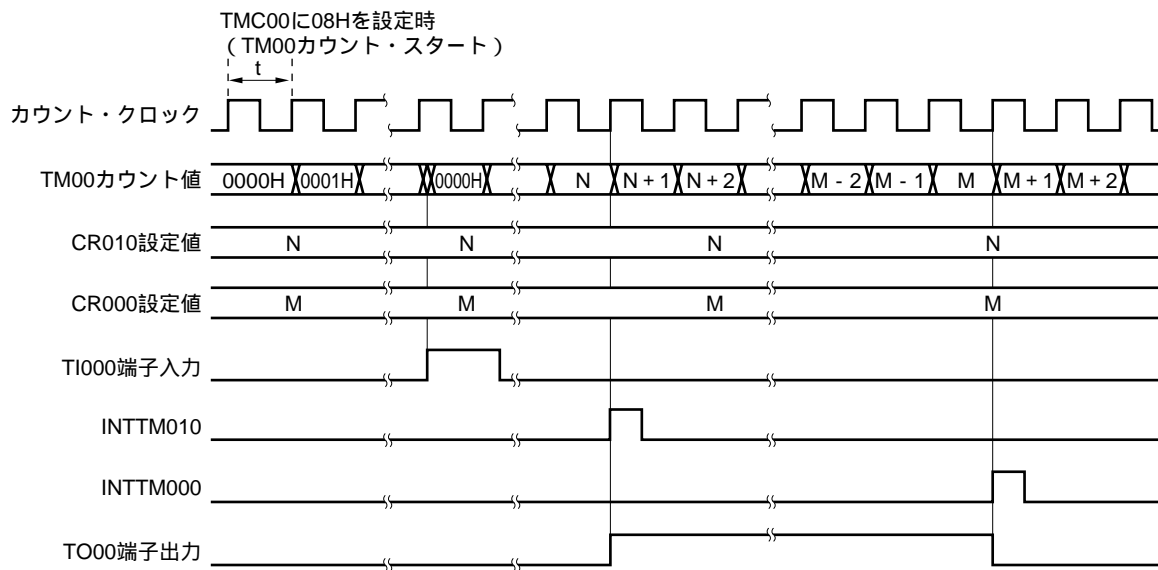 TMC00に08Hを設定時
（TM00カウント・スタート）
t
カウント・クロック
TM00カウント値 0000H 0001H 0000H N N + 1 N + 2 M - 2 M - 1 M M + 1 M + 2
CR010設定値 N N N N
CR000設定値 M M M M
TI000端子入力
INTTM010
INTTM000
TO00端子出力